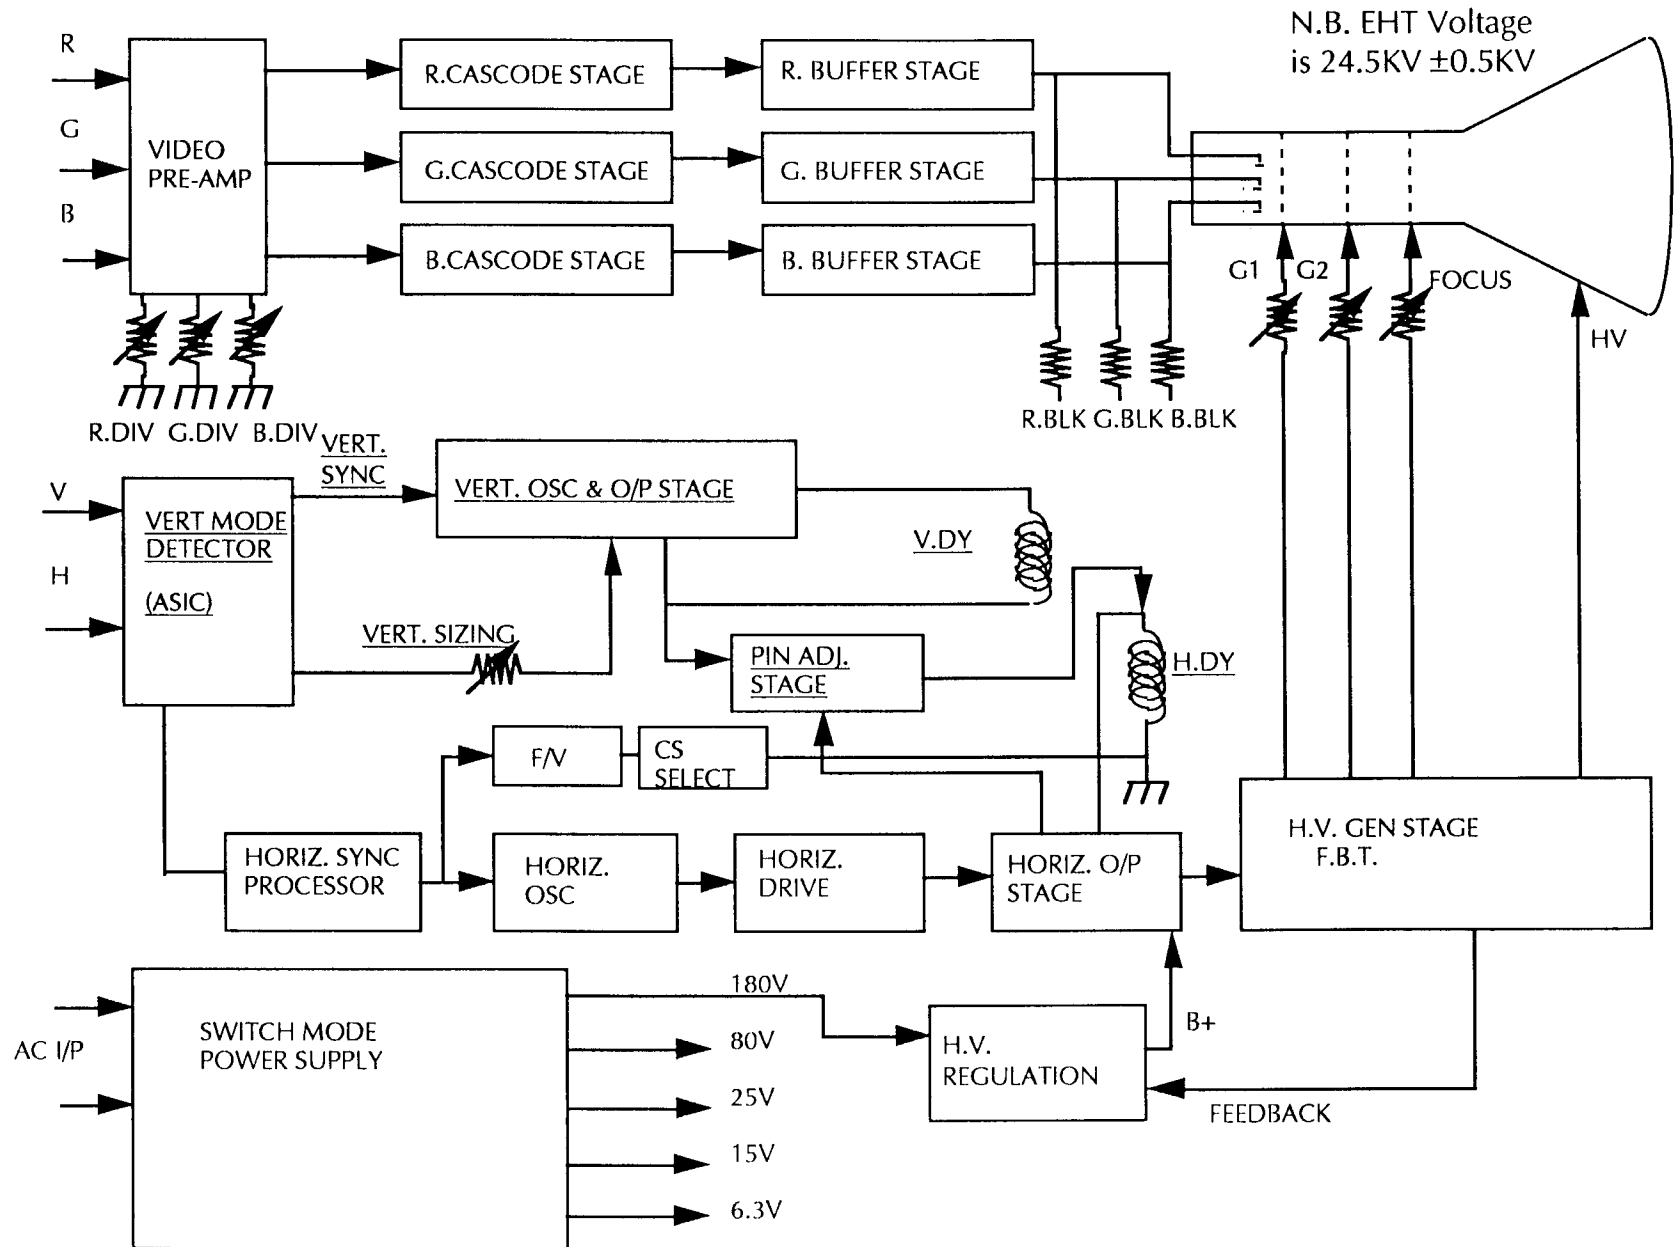 N.B. EHT Voltage
is 24.5KV ±0.5KV
R
G
B
VIDEO
PRE-AMP
R.CASCODE STAGE
R. BUFFER STAGE
G.CASCODE STAGE
G. BUFFER STAGE
B.CASCODE STAGE
B. BUFFER STAGE
G1
G2
FOCUS
HV
R.DIV
G.DIV
B.DIV
R.BLK
G.BLK
B.BLK
V
H
VERT MODE
DETECTOR
(ASIC)
VERT.
SYNC
VERT. OSC & O/P STAGE
V.DY
VERT. SIZING
PIN ADJ.
STAGE
H.DY
F/V
CS
SELECT
HORIZ. SYNC
PROCESSOR
HORIZ.
OSC
HORIZ.
DRIVE
HORIZ. O/P
STAGE
H.V. GEN STAGE
F.B.T.
AC I/P
SWITCH MODE
POWER SUPPLY
180V
80V
25V
15V
6.3V
H.V.
REGULATION
B+
FEEDBACK